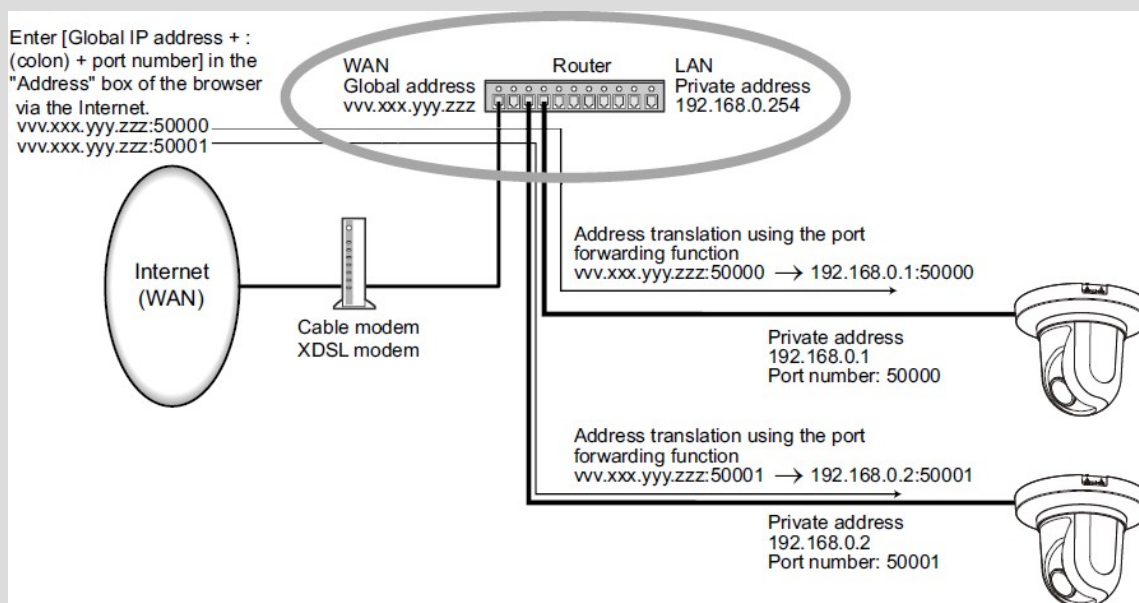 Enter [Global IP address + :
(colon) + port number] in the
"Address" box of the browser
via the Internet.
vvv.xxx.yyy.zzz:50000
vvv.xxx.yyy.zzz:50001
WAN
Global address
vvv.xxx.yyy.zzz
Router
LAN
Private address
192.168.0.254
Internet
(WAN)
Cable modem
XDSL modem
Address translation using the port
forwarding function
vvv.xxx.yyy.zzz:50000 → 192.168.0.1:50000
Private address
192.168.0.1
Port number: 50000
Address translation using the port
forwarding function
vvv.xxx.yyy.zzz:50001 → 192.168.0.2:50001
Private address
192.168.0.2
Port number: 50001